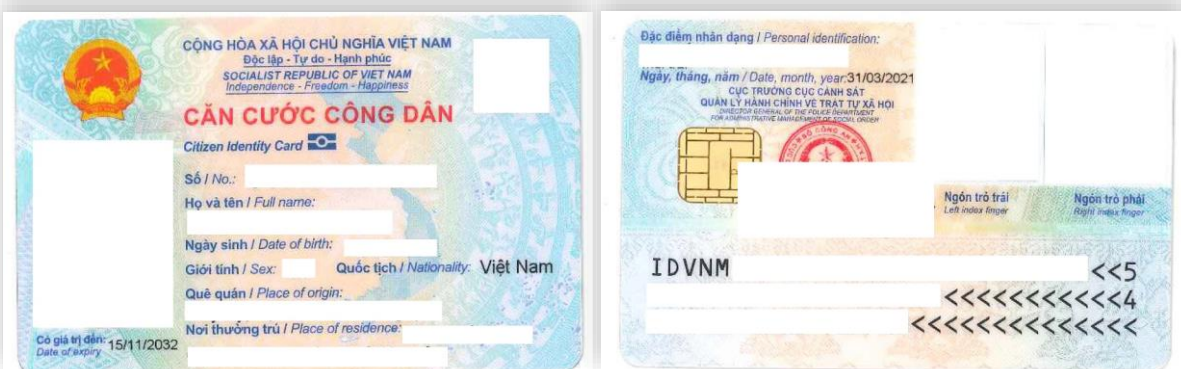 CỘNG HÒA XÃ HỘI CHỦ NGHĨA VIỆT NAM
Độc lập - Tự do - Hạnh phúc
SOCIALIST REPUBLIC OF VIET NAM
Independence - Freedom - Happiness
CĂN CƯỚC CÔNG DÂN
Citizen Identity Card
Số / No.:
Họ và tên / Full name:
Ngày sinh / Date of birth:
Giới tính / Sex: Quốc tịch / Nationality: Việt Nam
Quê quán / Place of origin:
Nơi thường trú / Place of residence:
Có giá trị đến: 15/11/2032
Date of expiry
Đặc điểm nhân dạng / Personal identification:
Ngày, tháng, năm / Date, month, year: 31/03/2021
CỤC TRƯỞNG CỤC CẢNH SÁT
QUẢN LÝ HÀNH CHÍNH VỀ TRẬT TỰ XÃ HỘI
DIRECTOR GENERAL OF THE POLICE DEPARTMENT
FOR ADMINISTRATIVE MANAGEMENT OF SOCIAL ORDER
Ngón trỏ trái
Left index finger
Ngón trỏ phải
Right index finger
IDVNM <<5
<<<<<<<<<<<4
<<<<<<<<<<<<<<